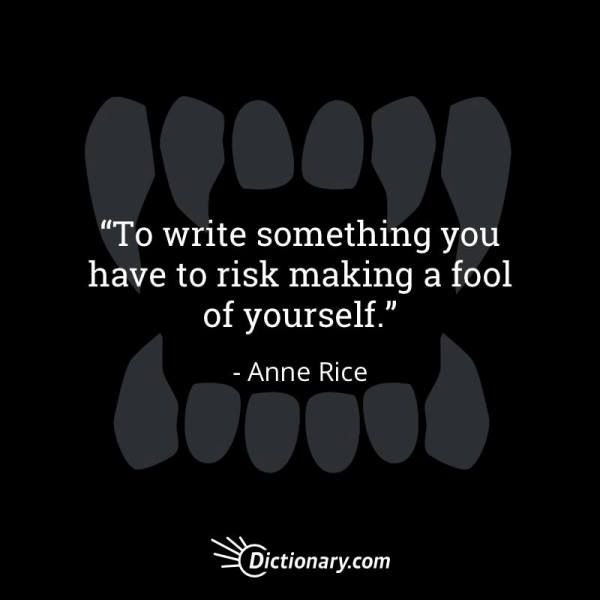 “To write something you
have to risk making a fool
of yourself.”
- Anne Rice
Dictionary.com